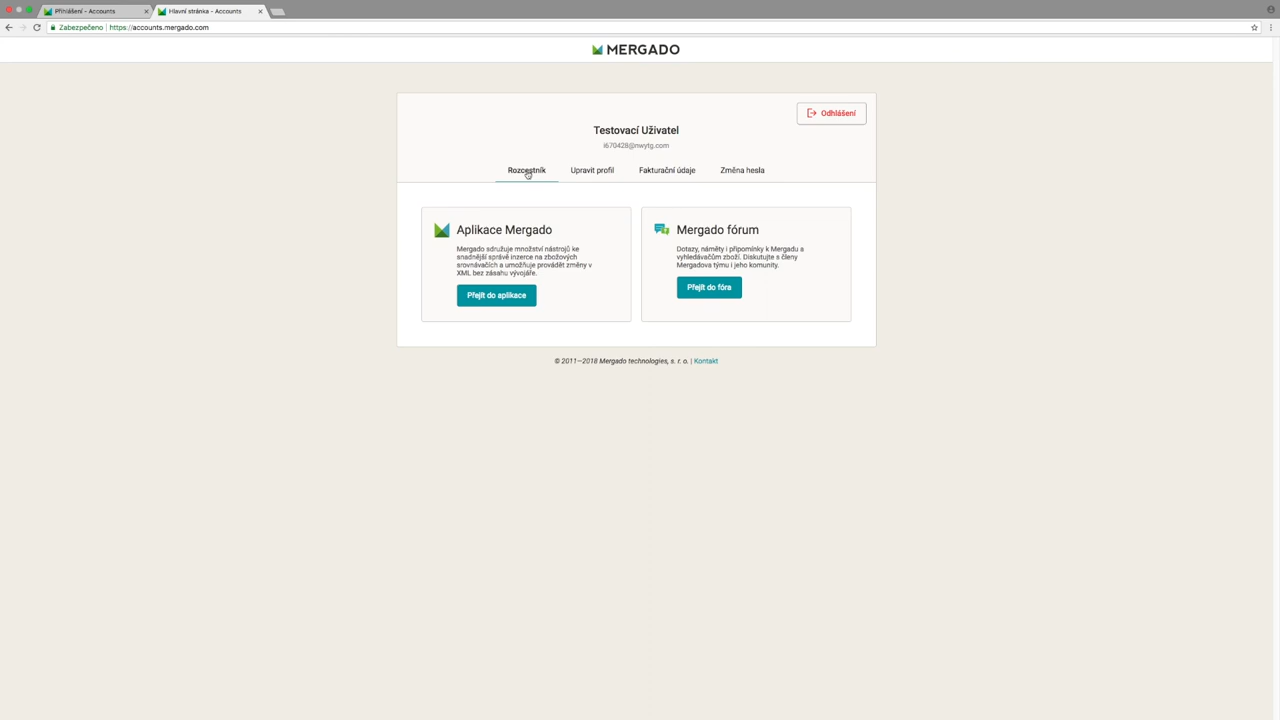 Přihlášení - Accounts
Hlavní stránka - Accounts
Zabezpečeno | https://accounts.mergado.com
MERGADO
Odhlášení
Testovací Uživatel
i670428@nwytg.com
Rozcestník
Upravit profil
Fakturační údaje
Změna hesla
Aplikace Mergado
Mergado sdružuje množství nástrojů ke
snadnější správě inzerce na zbožových
srovnávačích a umožňuje provádět změny v
XML bez zásahu vývojáře.
Přejít do aplikace
Mergado fórum
Dotazy, náměty i připomínky k Mergadu a
vyhledávačům zboží. Diskutujte s členy
Mergadova týmu i jeho komunity.
Přejít do fóra
© 2011—2018 Mergado technologies, s. r. o. | Kontakt